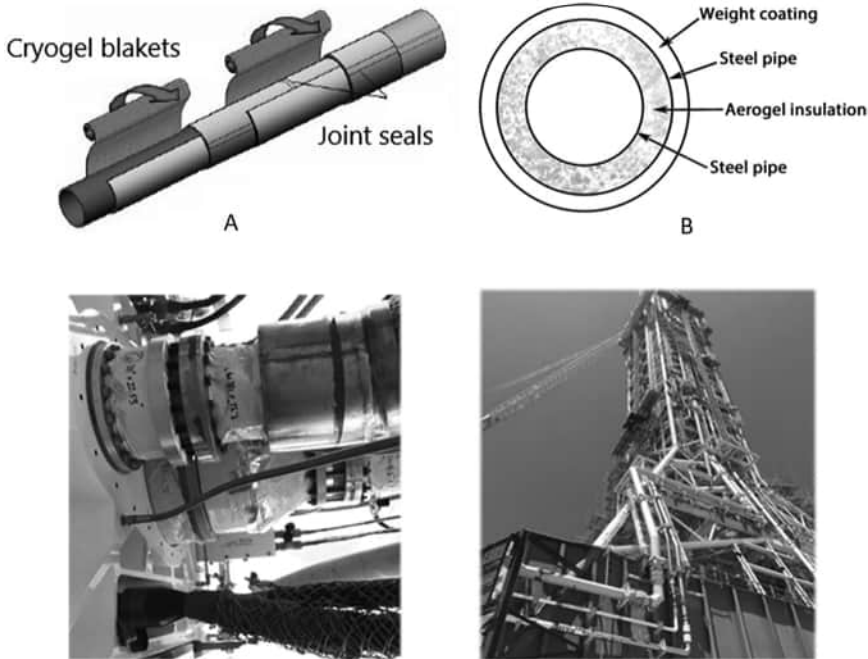 Cryogel blakets
Joint seals
A
Weight coating
Steel pipe
Aerogel insulation
Steel pipe
B